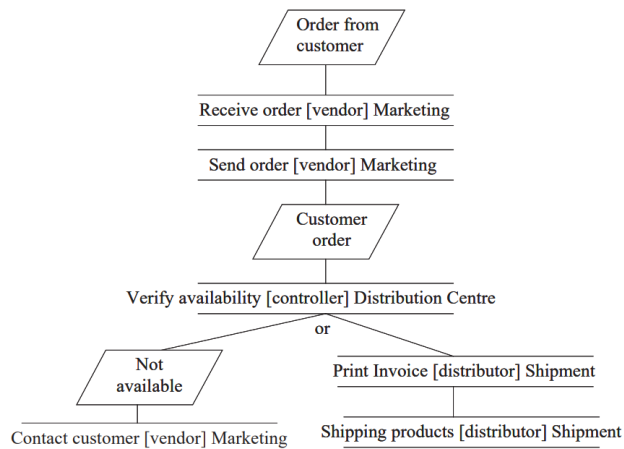 Order from
customer
Receive order [vendor] Marketing
Send order [vendor] Marketing
Customer
order
Verify availability [controller] Distribution Centre
or
Not
available
Print Invoice [distributor] Shipment
Contact customer [vendor] Marketing
Shipping products [distributor] Shipment